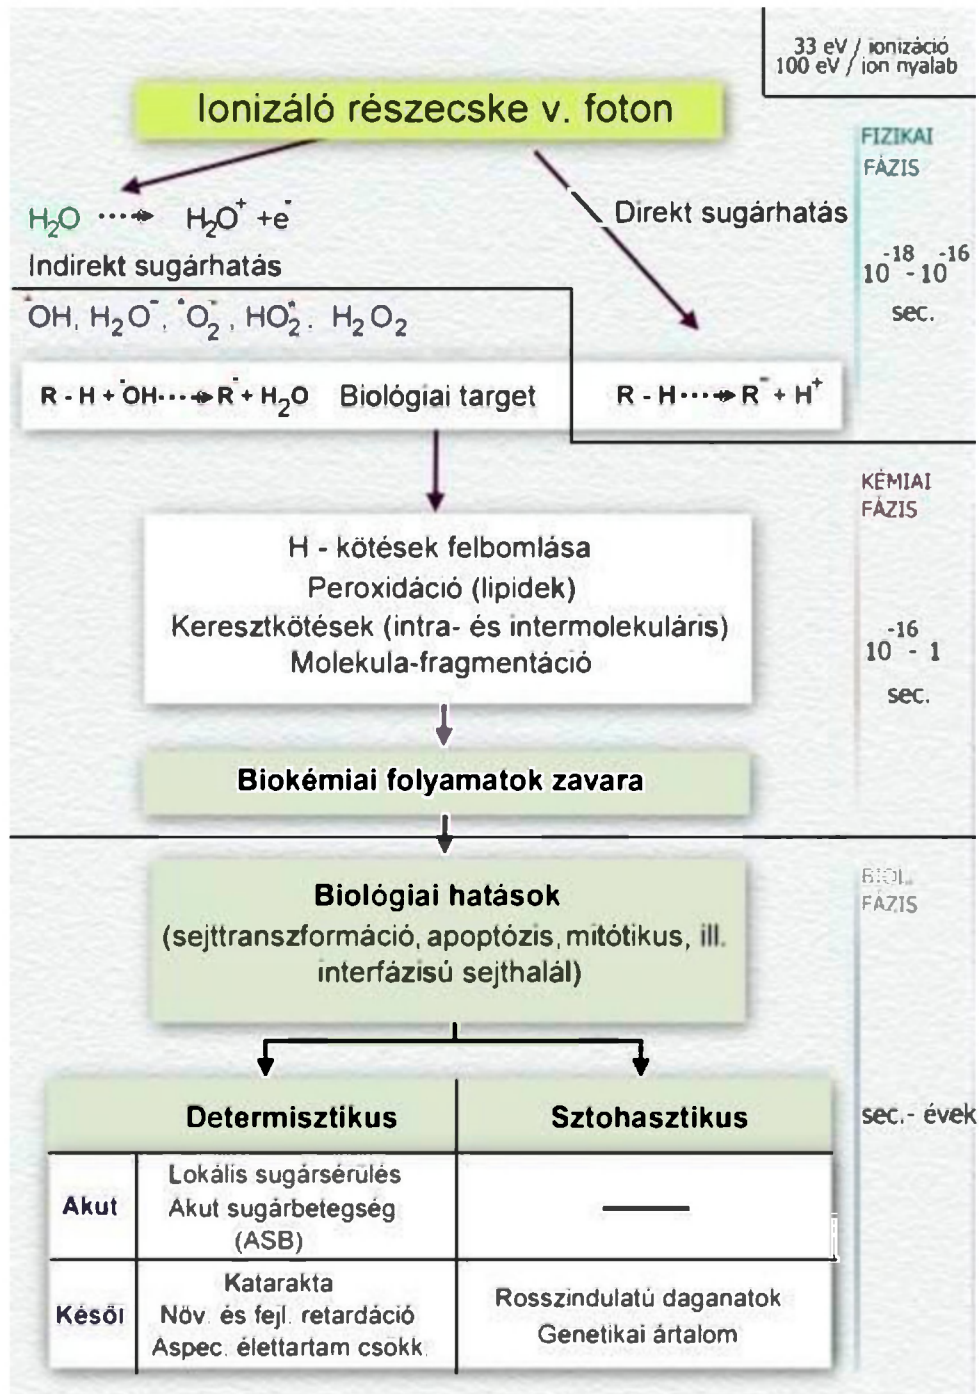 33 eV / ionizáció
100 eV / ion nyalab
Ionizáló részecske v. foton
FIZIKAI
FÁZIS
H₂O ····➔ H₂O⁺ + e⁻
Direkt sugárhatás
Indirekt sugárhatás
10⁻¹⁸ - 10⁻¹⁶
sec.
˙OH, H₂O⁻, ˙O₂⁻, HO₂˙. H₂O₂
R - H + ˙OH ····➔ R˙ + H₂O Biológiai target
R - H ····➔ R⁻ + H⁺
KÉMIAI
FÁZIS
H - kötések felbomlása
Peroxidáció (lipidek)
Keresztkötések (intra- és intermolekuláris)
Molekula-fragmentáció
10⁻¹⁶ - 1
sec.
Biokémiai folyamatok zavara
BIOL.
FÁZIS
Biológiai hatások
(sejttranszformáció, apoptózis, mitótikus, ill.
interfázisú sejthalál)
sec.- évek
Determisztikus Sztohasztikus
Akut
Lokális sugársérülés
Akut sugárbetegség
(ASB)
Késői
Katarakta
Növ. és fejl. retardáció
Aspec. élettartam csökk.
Rosszindulatú daganatok
Genetikai ártalom